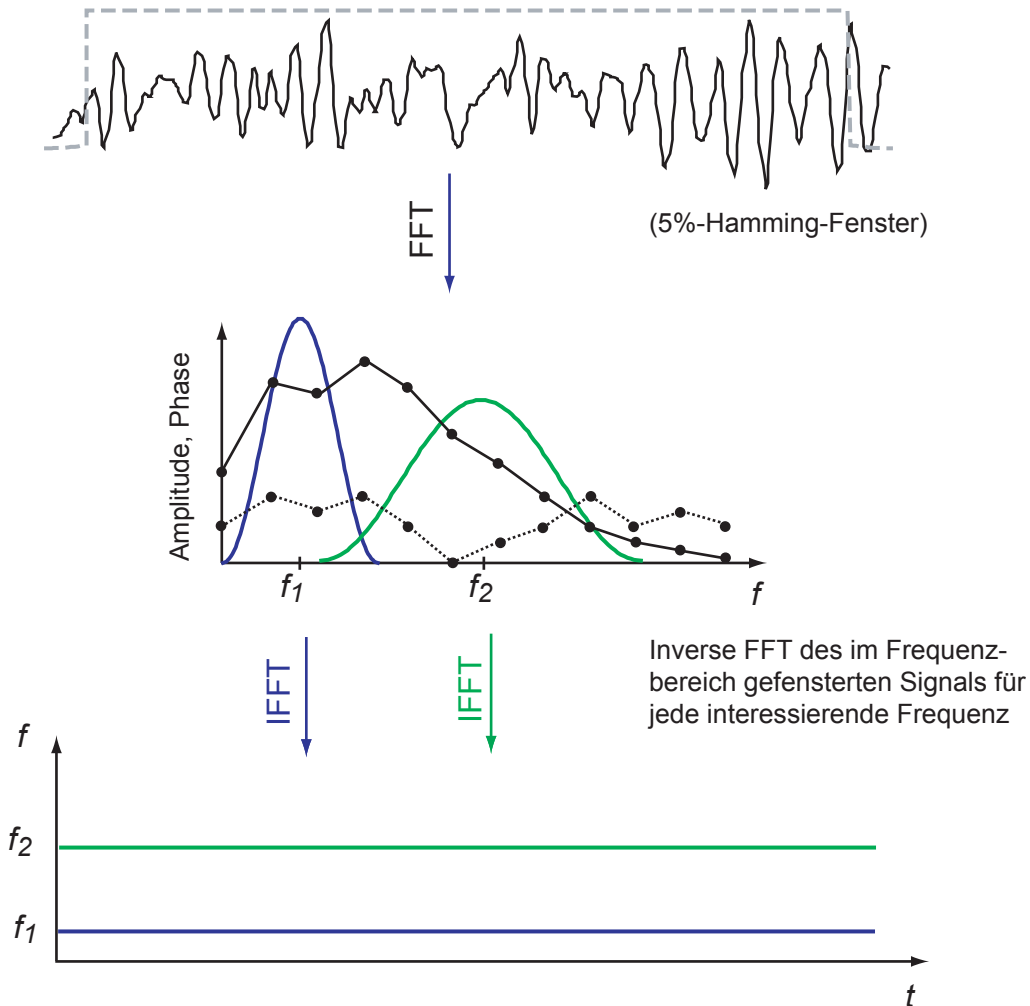 (5%-Hamming-Fenster)
FFT
Amplitude, Phase
f1
f2
f
IFFT
IFFT
Inverse FFT des im Frequenz-
bereich gefensterten Signals für
jede interessierende Frequenz
f
f2
f1
t